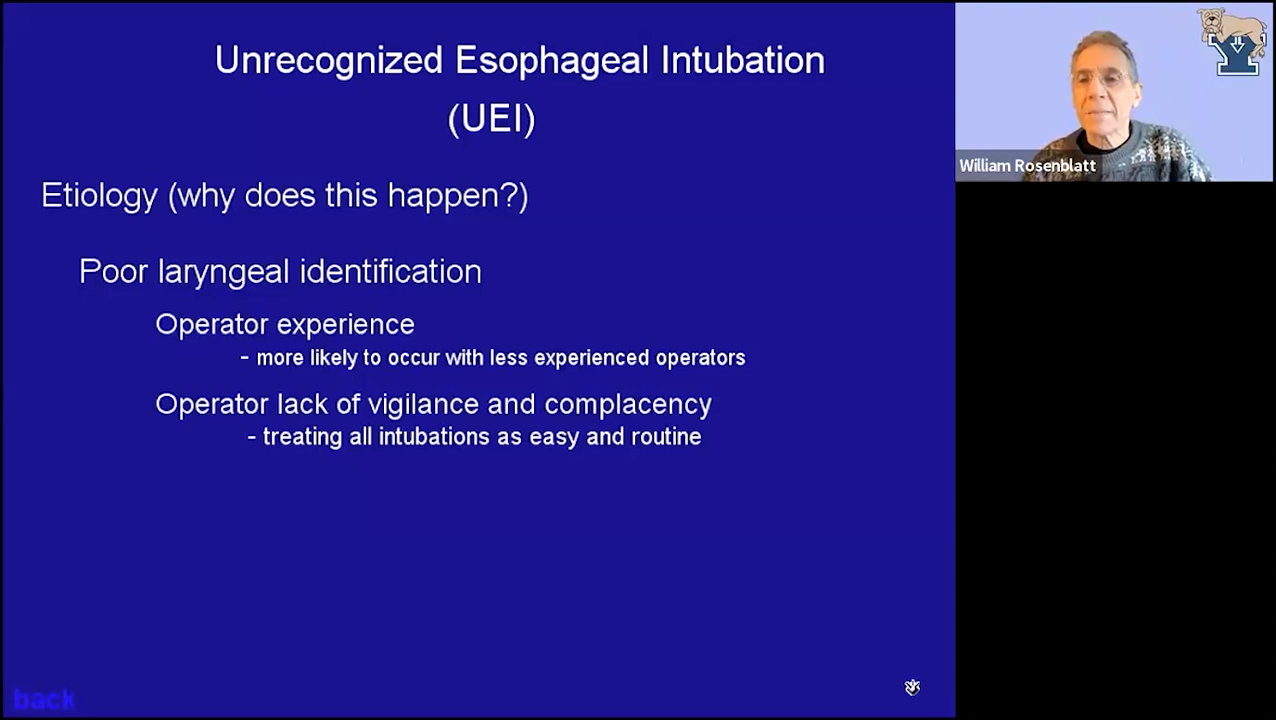 Unrecognized Esophageal Intubation
(UEI)
Etiology (why does this happen?)
Poor laryngeal identification
Operator experience
- more likely to occur with less experienced operators
Operator lack of vigilance and complacency
- treating all intubations as easy and routine
back
William Rosenblatt
Y